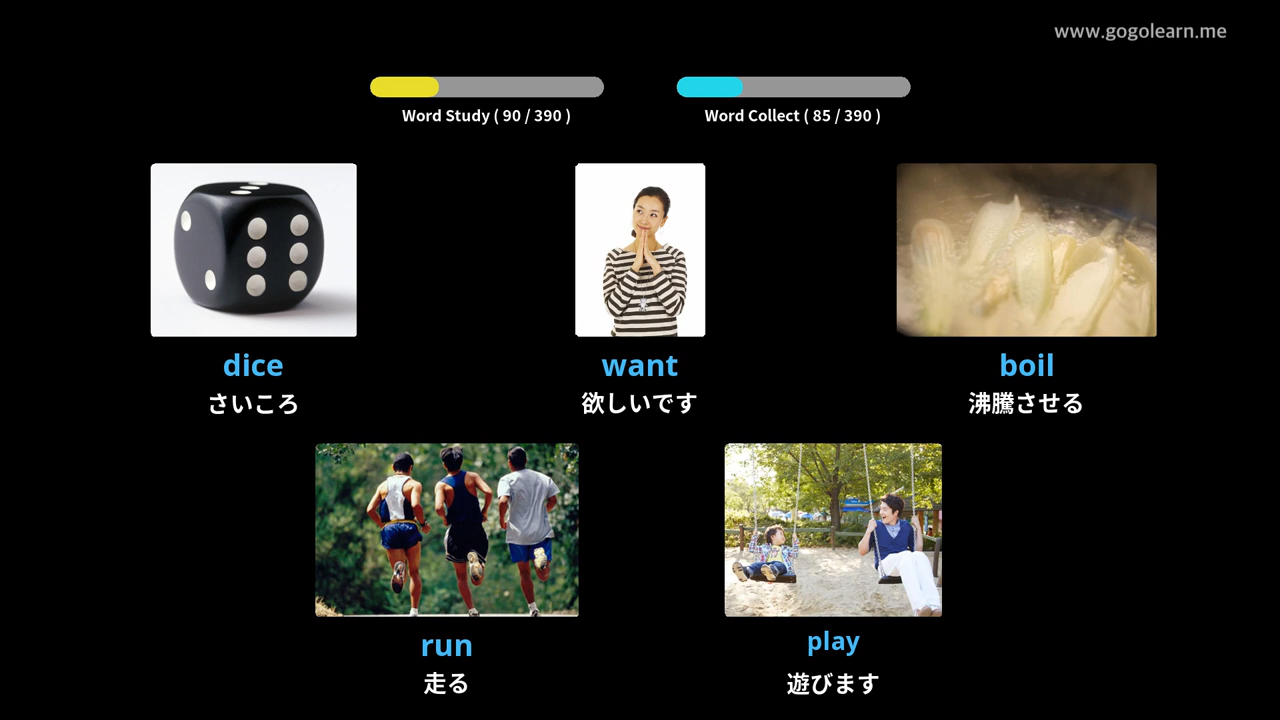 www.gogolearn.me
Word Study ( 90 / 390 )
Word Collect ( 85 / 390 )
dice
さいころ
want
欲しいです
boil
沸騰させる
run
走る
play
遊びます